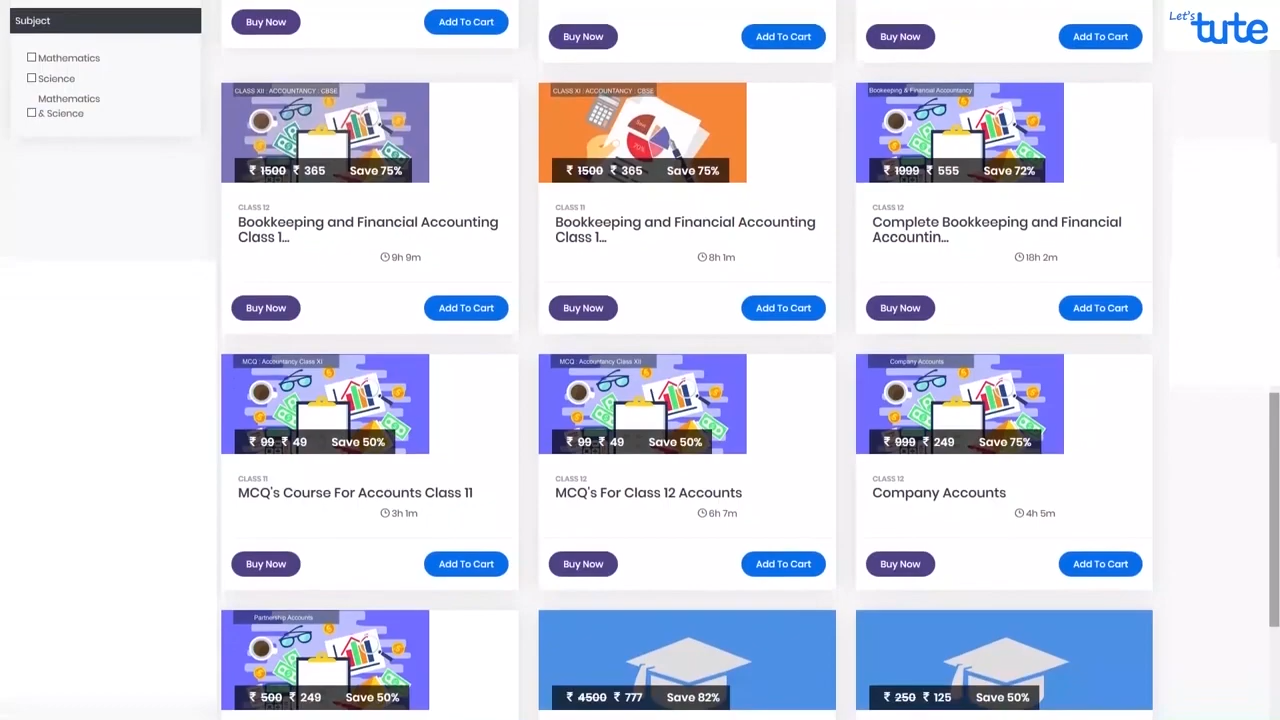 Subject
Mathematics
Science
Mathematics
& Science
Let's
tute
Buy Now
Add To Cart
Buy Now
Add To Cart
Buy Now
Add To Cart
CLASS XII : ACCOUNTANCY : CBSE
₹ 1500 ₹ 365 Save 75%
CLASS 12
Bookkeeping and Financial Accounting
Class 1...
9h 9m
Buy Now
Add To Cart
CLASS XI : ACCOUNTANCY : CBSE
₹ 1500 ₹ 365 Save 75%
CLASS 11
Bookkeeping and Financial Accounting
Class 1...
8h 1m
Buy Now
Add To Cart
Bookeeping & Financial Accountancy
₹ 1999 ₹ 555 Save 72%
CLASS 12
Complete Bookkeeping and Financial
Accountin...
18h 2m
Buy Now
Add To Cart
MCQ : Accountancy Class XI
₹ 99 ₹ 49 Save 50%
CLASS 11
MCQ's Course For Accounts Class 11
3h 1m
Buy Now
Add To Cart
MCQ : Accountancy Class XII
₹ 99 ₹ 49 Save 50%
CLASS 12
MCQ's For Class 12 Accounts
6h 7m
Buy Now
Add To Cart
Company Accounts
₹ 999 ₹ 249 Save 75%
CLASS 12
Company Accounts
4h 5m
Buy Now
Add To Cart
Partnership Accounts
₹ 500 ₹ 249 Save 50%
₹ 4500 ₹ 777 Save 82%
₹ 250 ₹ 125 Save 50%